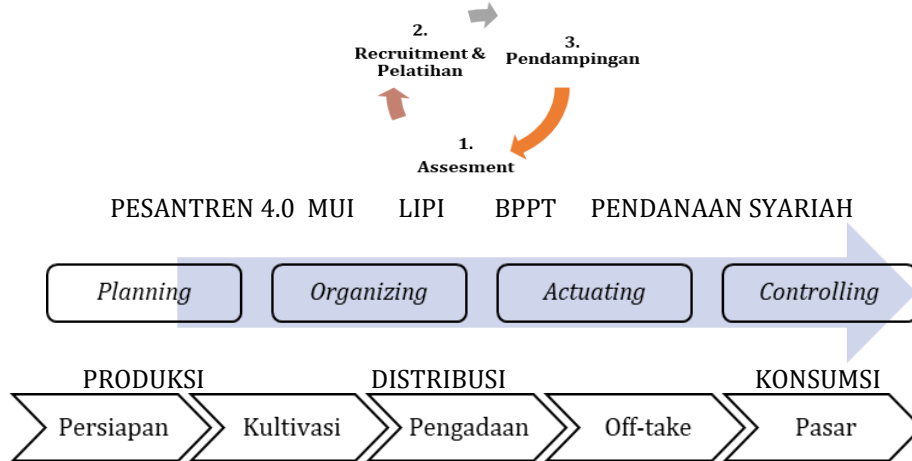 2.
Recruitment &
Pelatihan
3.
Pendampingan
1.
Assesment
PESANTREN 4.0 MUI LIPI BPPT PENDANAAN SYARIAH
Planning Organizing Actuating Controlling
PRODUKSI DISTRIBUSI KONSUMSI
Persiapan Kultivasi Pengadaan Off-take Pasar